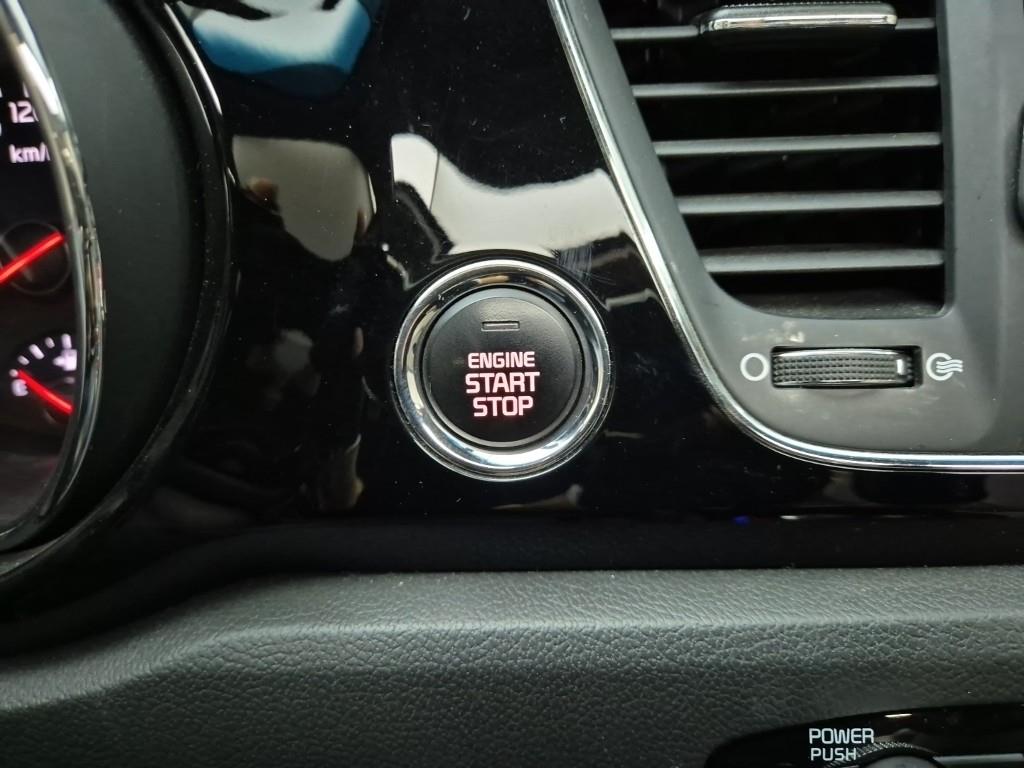 120
km/h
E
ENGINE
START
STOP
POWER
PUSH